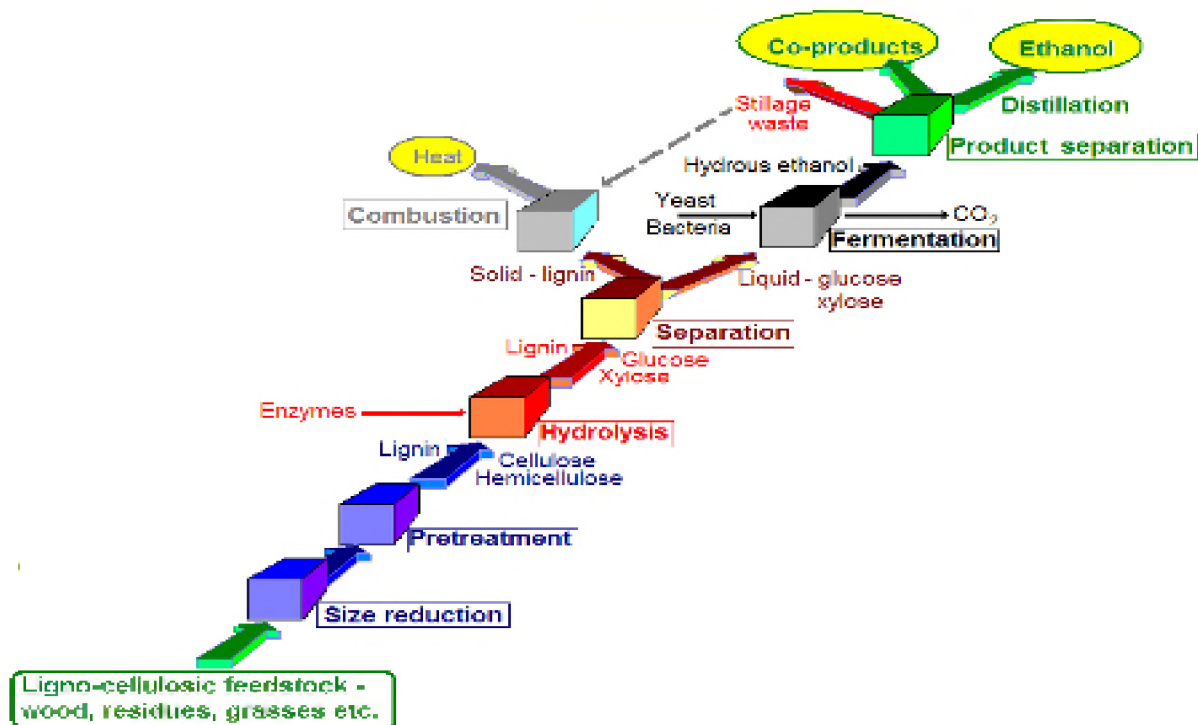 Co-products
Ethanol
Stillage
waste
Distillation
Product separation
Heat
Hydrous ethanol
Combustion
Yeast
Bacteria
CO₂
Fermentation
Solid - lignin
Liquid - glucose
xylose
Separation
Lignin
Glucose
Xylose
Enzymes
Hydrolysis
Lignin
Cellulose
Hemicellulose
Pretreatment
Size reduction
Ligno-cellulosic feedstock -
wood, residues, grasses etc.